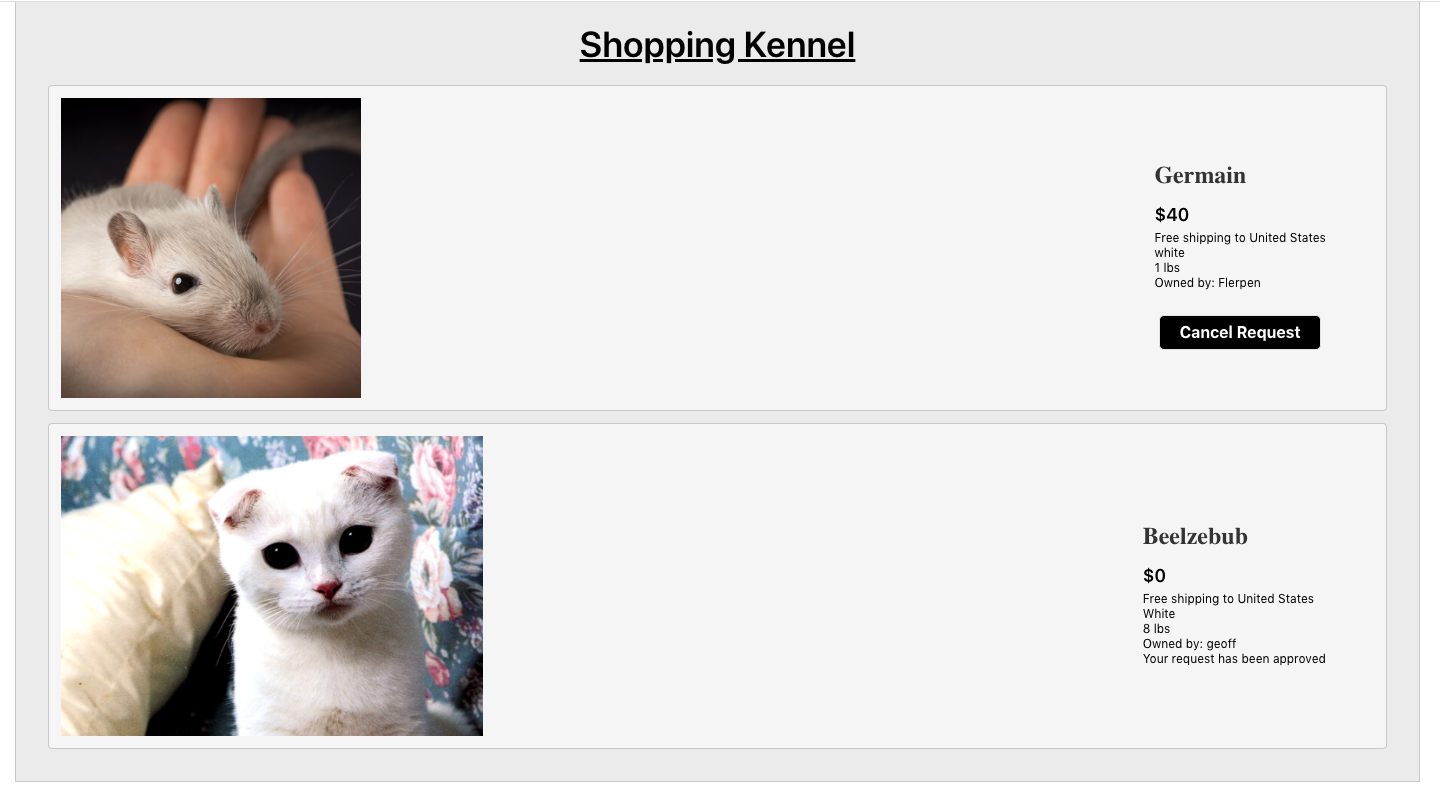 Shopping Kennel
Germain
$40
Free shipping to United States
white
1 lbs
Owned by: Flerpen
Cancel Request
Beelzebub
$0
Free shipping to United States
White
8 lbs
Owned by: geoff
Your request has been approved